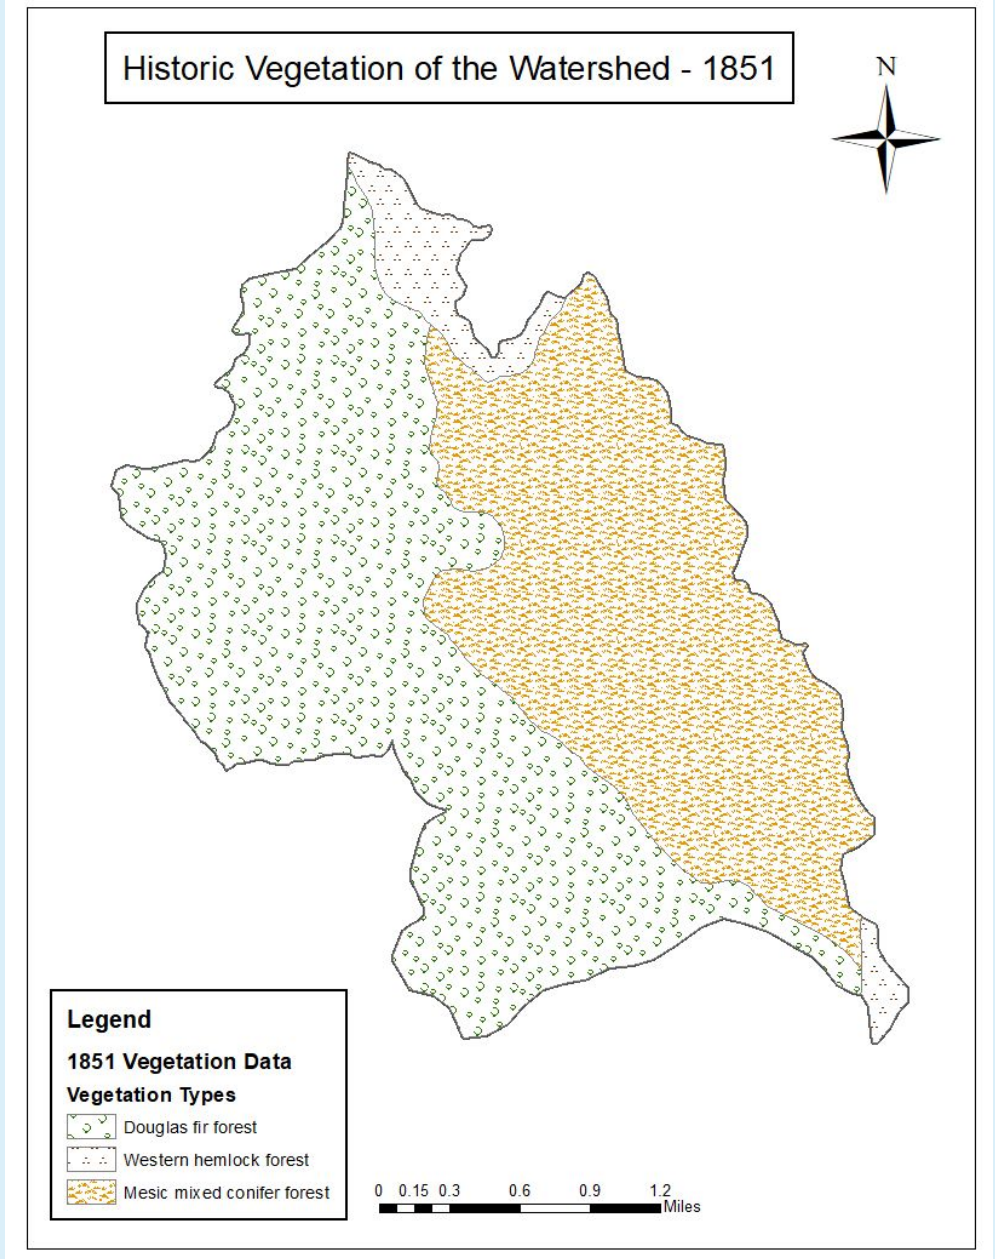 Historic Vegetation of the Watershed - 1851
N
Legend
1851 Vegetation Data
Vegetation Types
Douglas fir forest
Western hemlock forest
Mesic mixed conifer forest
0 0.15 0.3 0.6 0.9 1.2
Miles